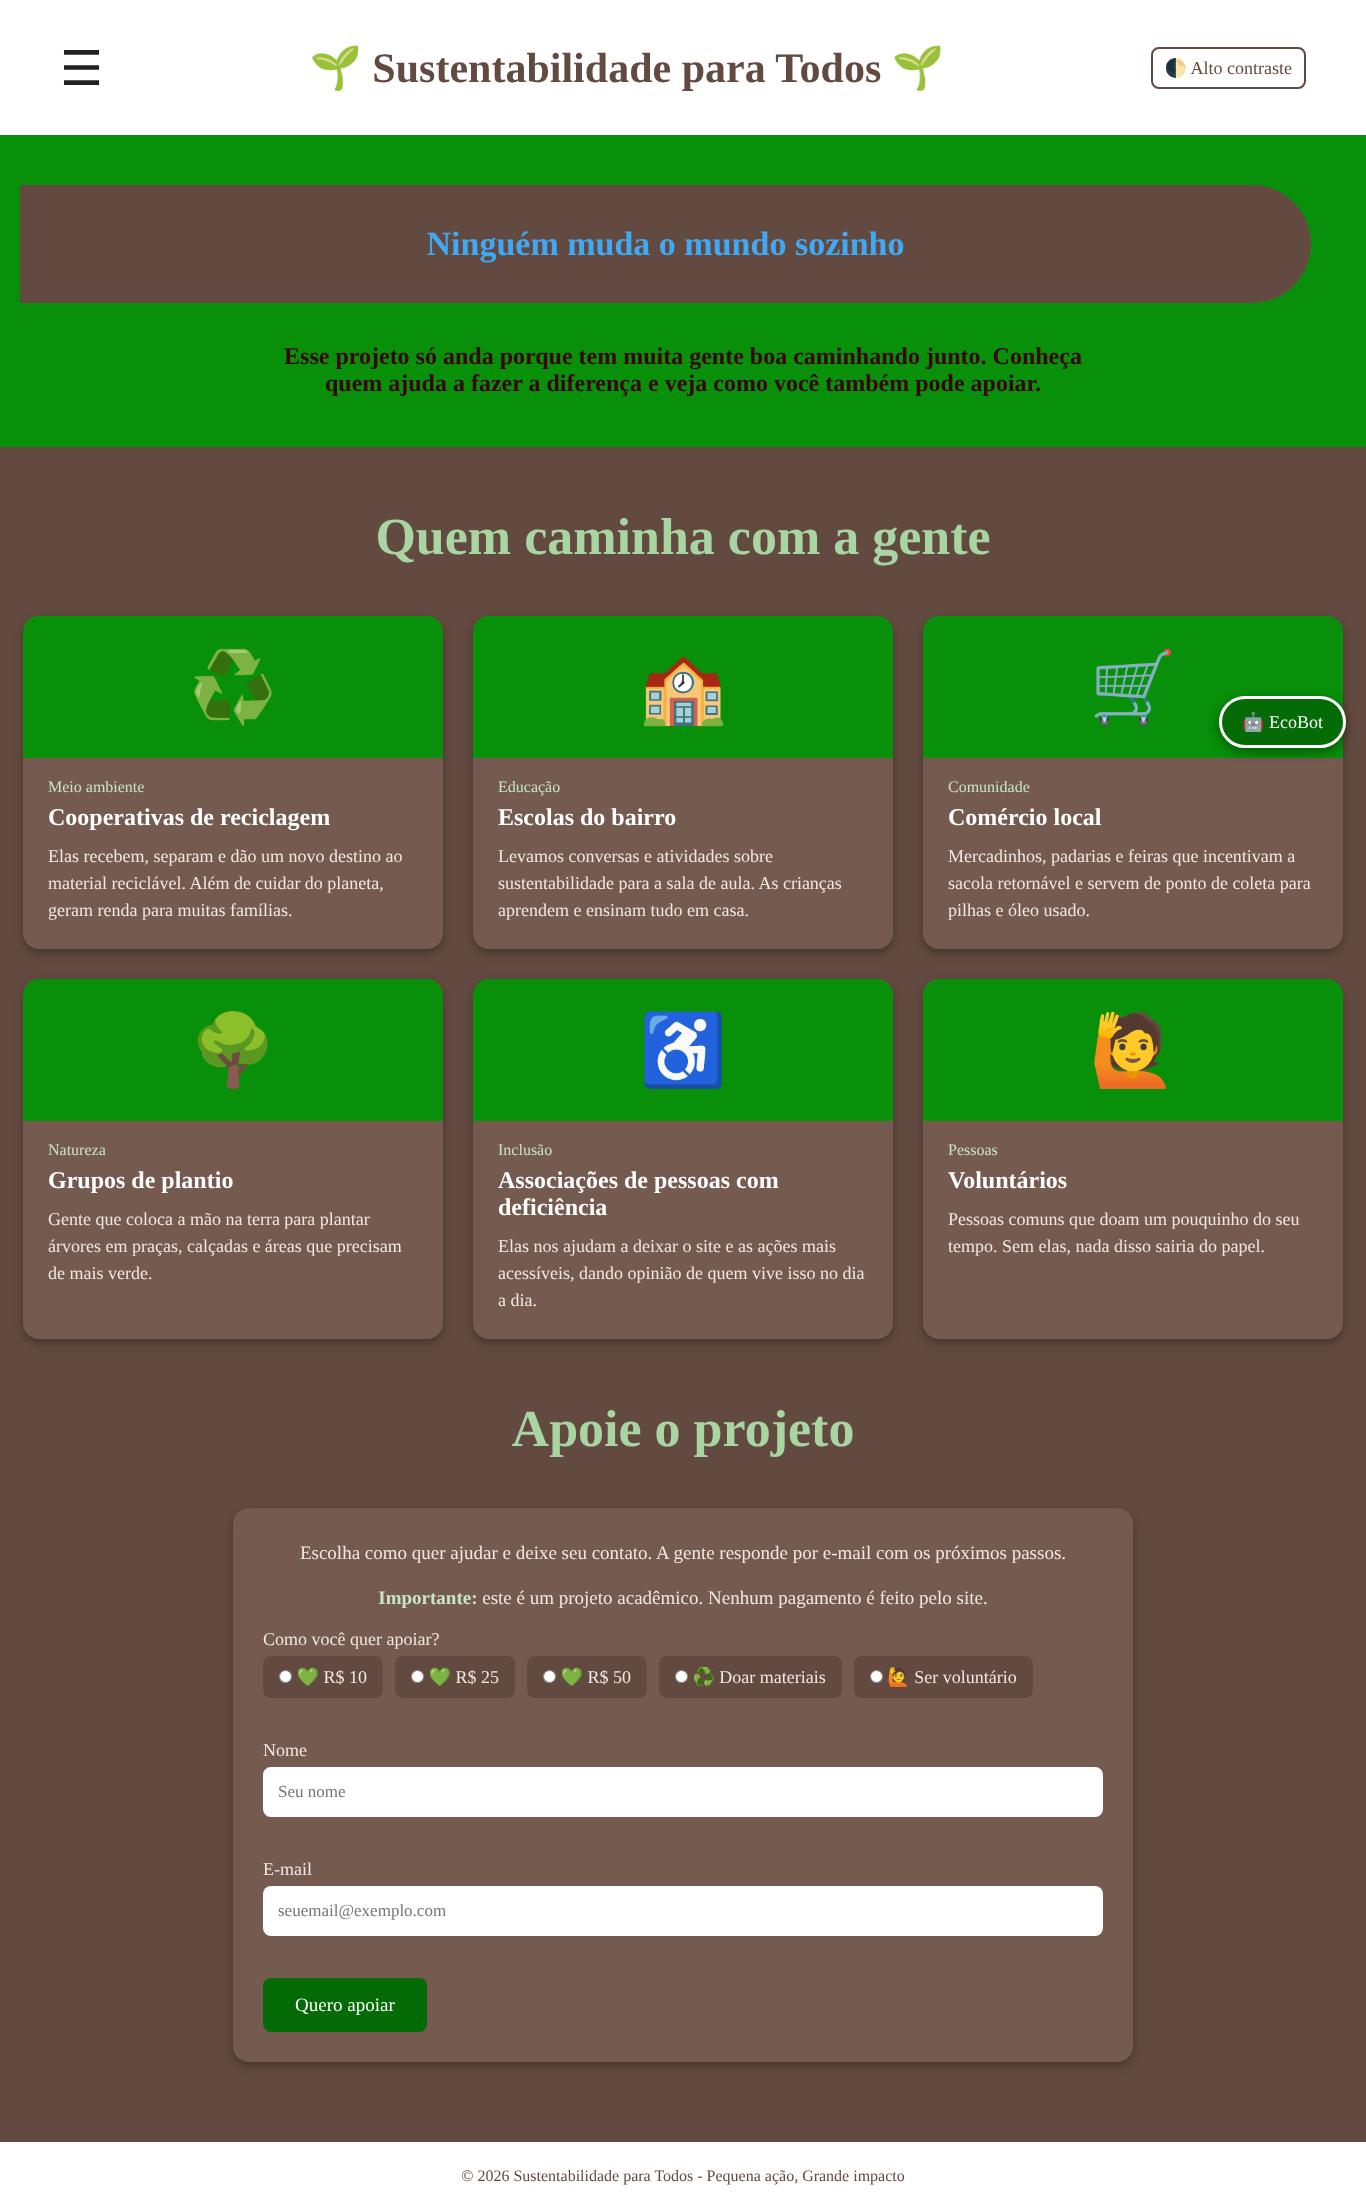 ☰
🌱 Sustentabilidade para Todos 🌱
🌓 Alto contraste
Ninguém muda o mundo sozinho
Esse projeto só anda porque tem muita gente boa caminhando junto. Conheça
quem ajuda a fazer a diferença e veja como você também pode apoiar.
Quem caminha com a gente
🤖 EcoBot
Meio ambiente
Cooperativas de reciclagem
Elas recebem, separam e dão um novo destino ao
material reciclável. Além de cuidar do planeta,
geram renda para muitas famílias.
Educação
Escolas do bairro
Levamos conversas e atividades sobre
sustentabilidade para a sala de aula. As crianças
aprendem e ensinam tudo em casa.
Comunidade
Comércio local
Mercadinhos, padarias e feiras que incentivam a
sacola retornável e servem de ponto de coleta para
pilhas e óleo usado.
Natureza
Grupos de plantio
Gente que coloca a mão na terra para plantar
árvores em praças, calçadas e áreas que precisam
de mais verde.
Inclusão
Associações de pessoas com
deficiência
Elas nos ajudam a deixar o site e as ações mais
acessíveis, dando opinião de quem vive isso no dia
a dia.
Pessoas
Voluntários
Pessoas comuns que doam um pouquinho do seu
tempo. Sem elas, nada disso sairia do papel.
Apoie o projeto
Escolha como quer ajudar e deixe seu contato. A gente responde por e-mail com os próximos passos.
Importante: este é um projeto acadêmico. Nenhum pagamento é feito pelo site.
Como você quer apoiar?
💚 R$ 10
💚 R$ 25
💚 R$ 50
♻️ Doar materiais
🙋 Ser voluntário
Nome
Seu nome
E-mail
seuemail@exemplo.com
Quero apoiar
© 2026 Sustentabilidade para Todos - Pequena ação, Grande impacto